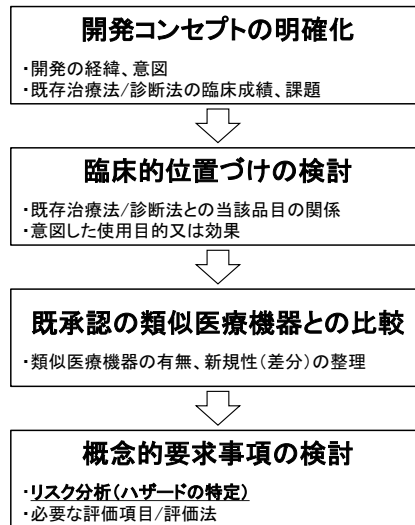 開発コンセプトの明確化
・開発の経緯、意図
・既存治療法/診断法の臨床成績、課題
臨床的位置づけの検討
・既存治療法/診断法との当該品目の関係
・意図した使用目的又は効果
既承認の類似医療機器との比較
・類似医療機器の有無、新規性（差分）の整理
概念的要求事項の検討
・リスク分析（ハザードの特定）
・必要な評価項目/評価法